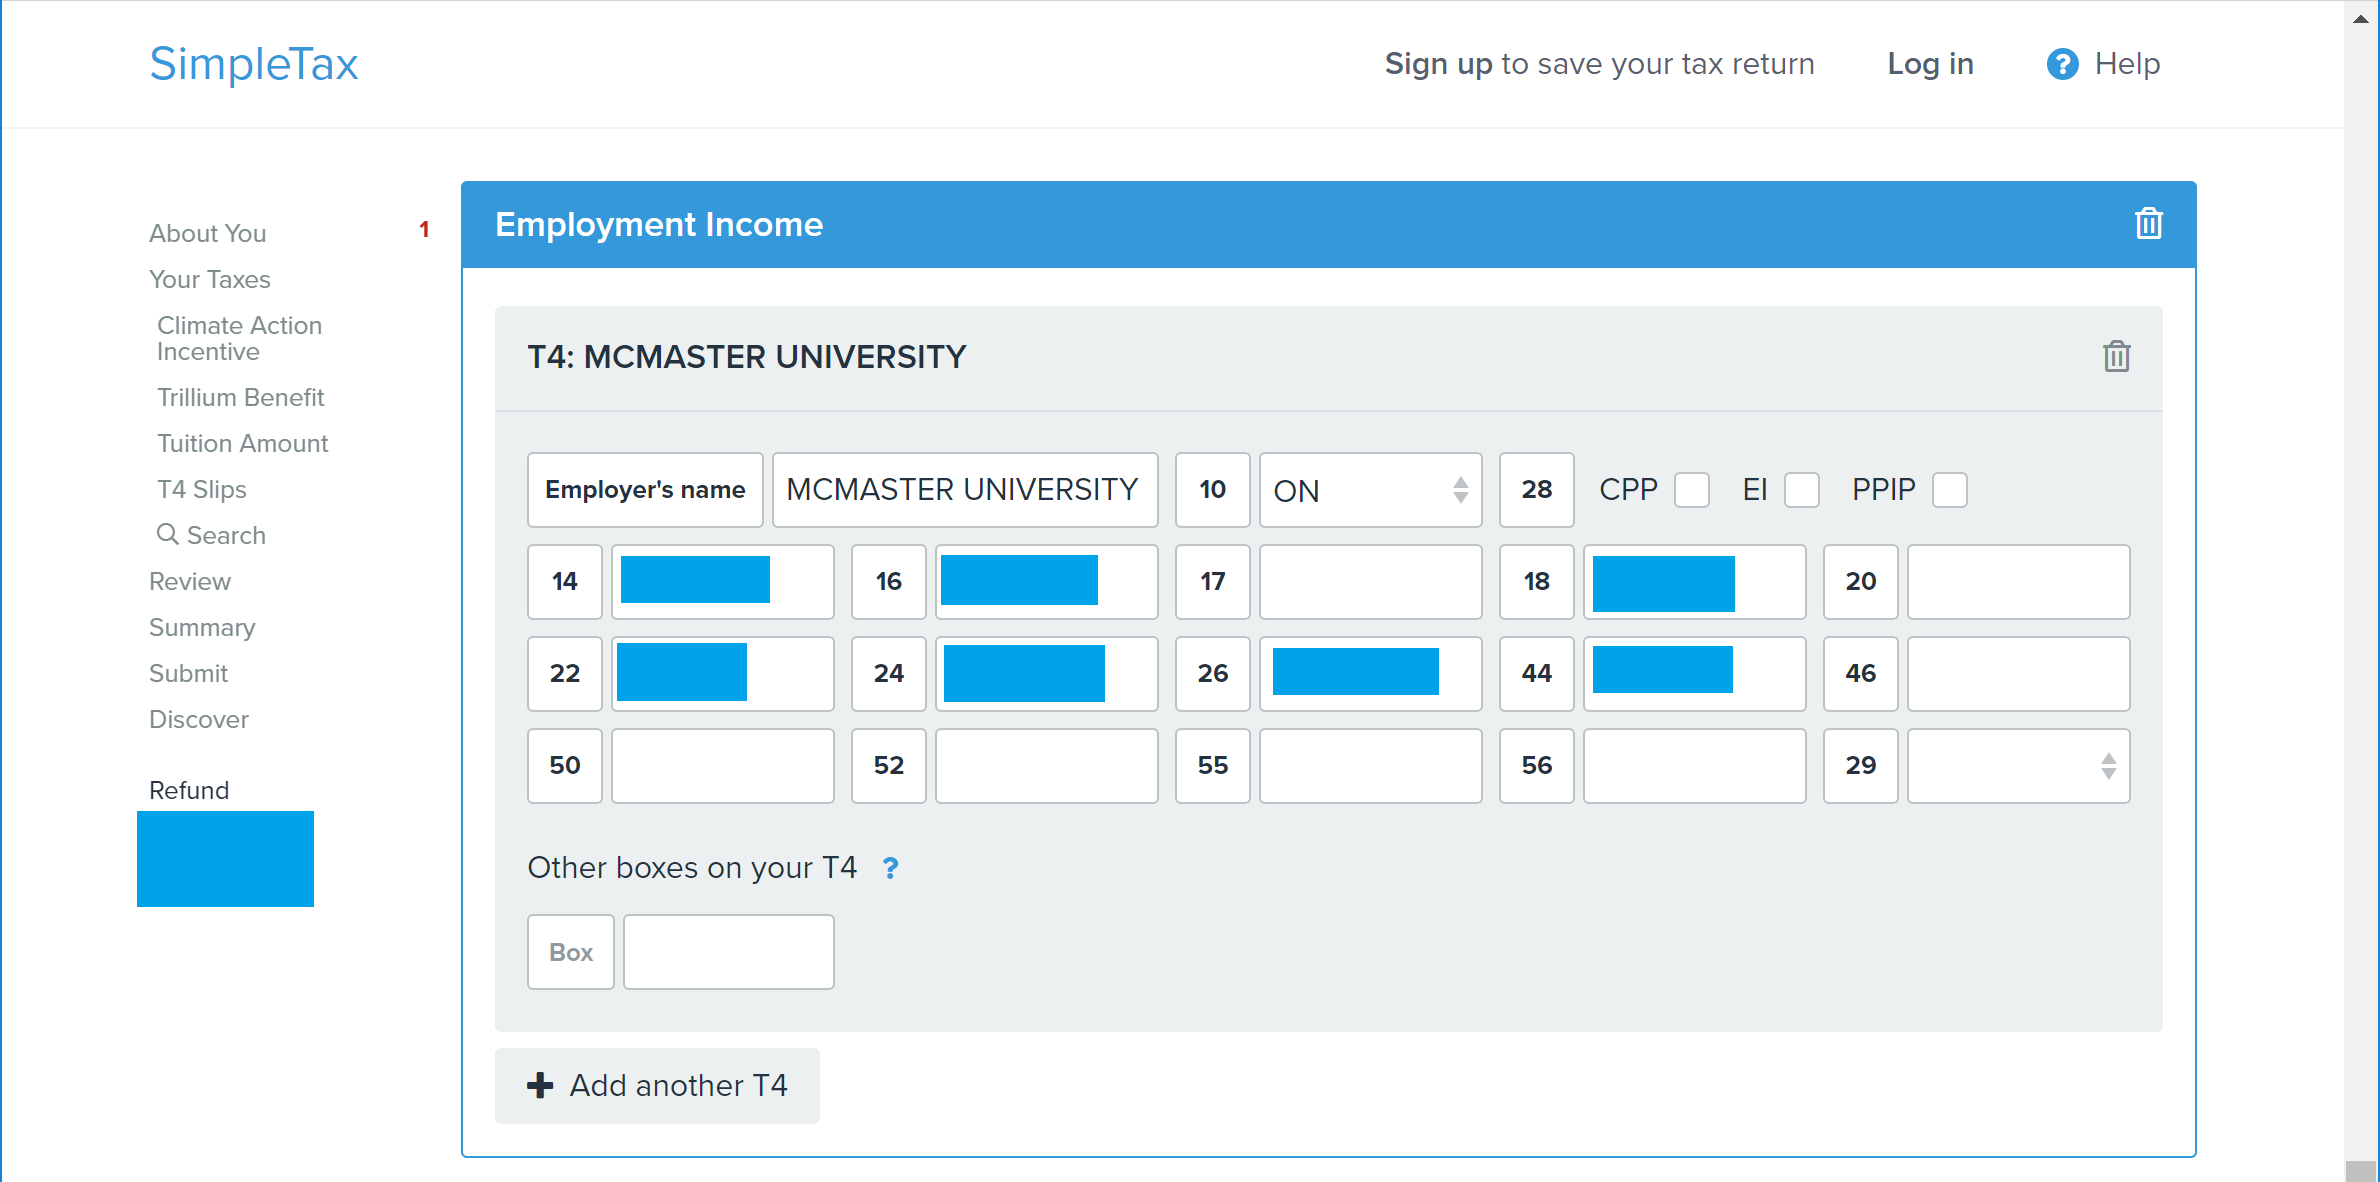 SimpleTax
Sign up to save your tax return Log in ? Help
About You 1
Your Taxes
Climate Action
Incentive
Trillium Benefit
Tuition Amount
T4 Slips
Search
Review
Summary
Submit
Discover
Refund
Employment Income
T4: MCMASTER UNIVERSITY
Employer's name MCMASTER UNIVERSITY 10 ON 28 CPP EI PPIP
14 16 17 18 20
22 24 26 44 46
50 52 55 56 29
Other boxes on your T4 ?
Box
Add another T4